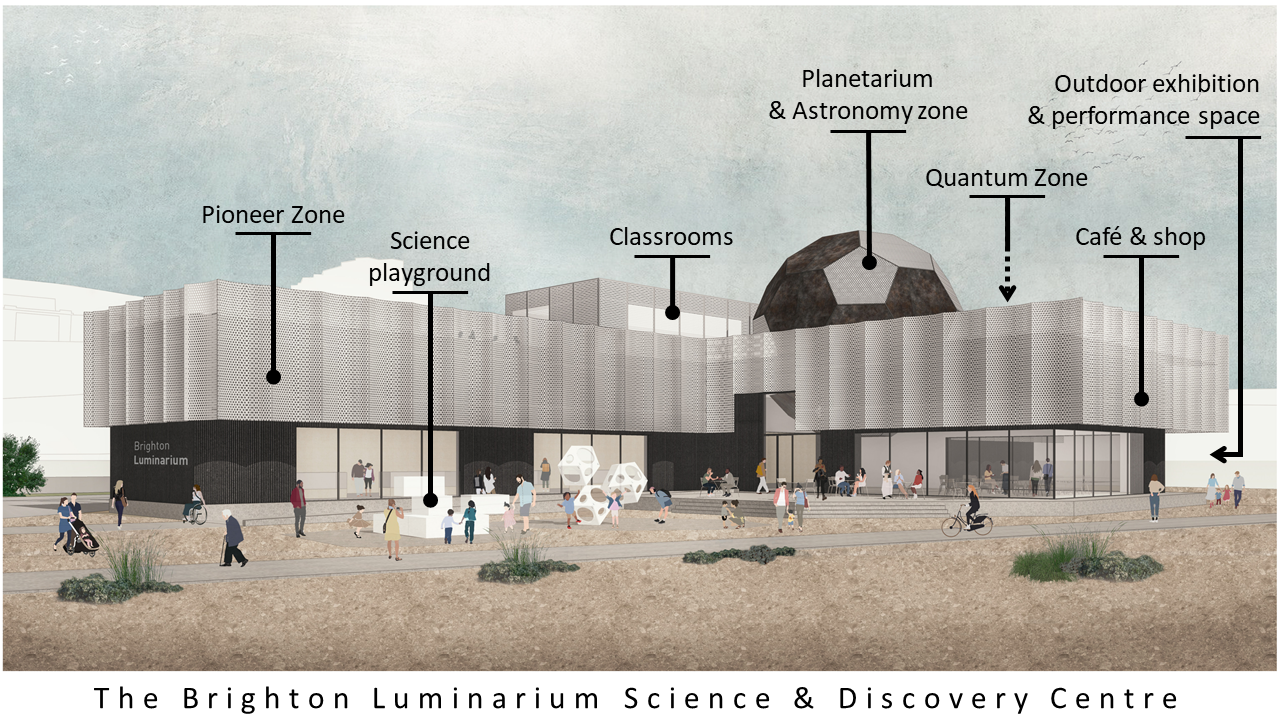 Planetarium
& Astronomy zone
Outdoor exhibition
& performance space
Quantum Zone
Pioneer Zone
Science
playground
Classrooms
Café & shop
Brighton
Luminarium
The Brighton Luminarium Science & Discovery Centre